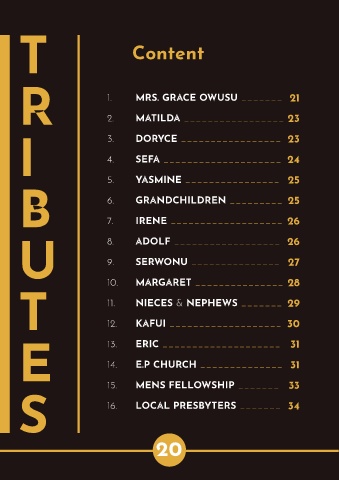 TRIBUTES
Content
1. MRS. GRACE OWUSU 21
2. MATILDA 23
3. DORYCE 23
4. SEFA 24
5. YASMINE 25
6. GRANDCHILDREN 25
7. IRENE 26
8. ADOLF 26
9. SERWONU 27
10. MARGARET 28
11. NIECES & NEPHEWS 29
12. KAFUI 30
13. ERIC 31
14. E.P CHURCH 31
15. MENS FELLOWSHIP 33
16. LOCAL PRESBYTERS 34
20